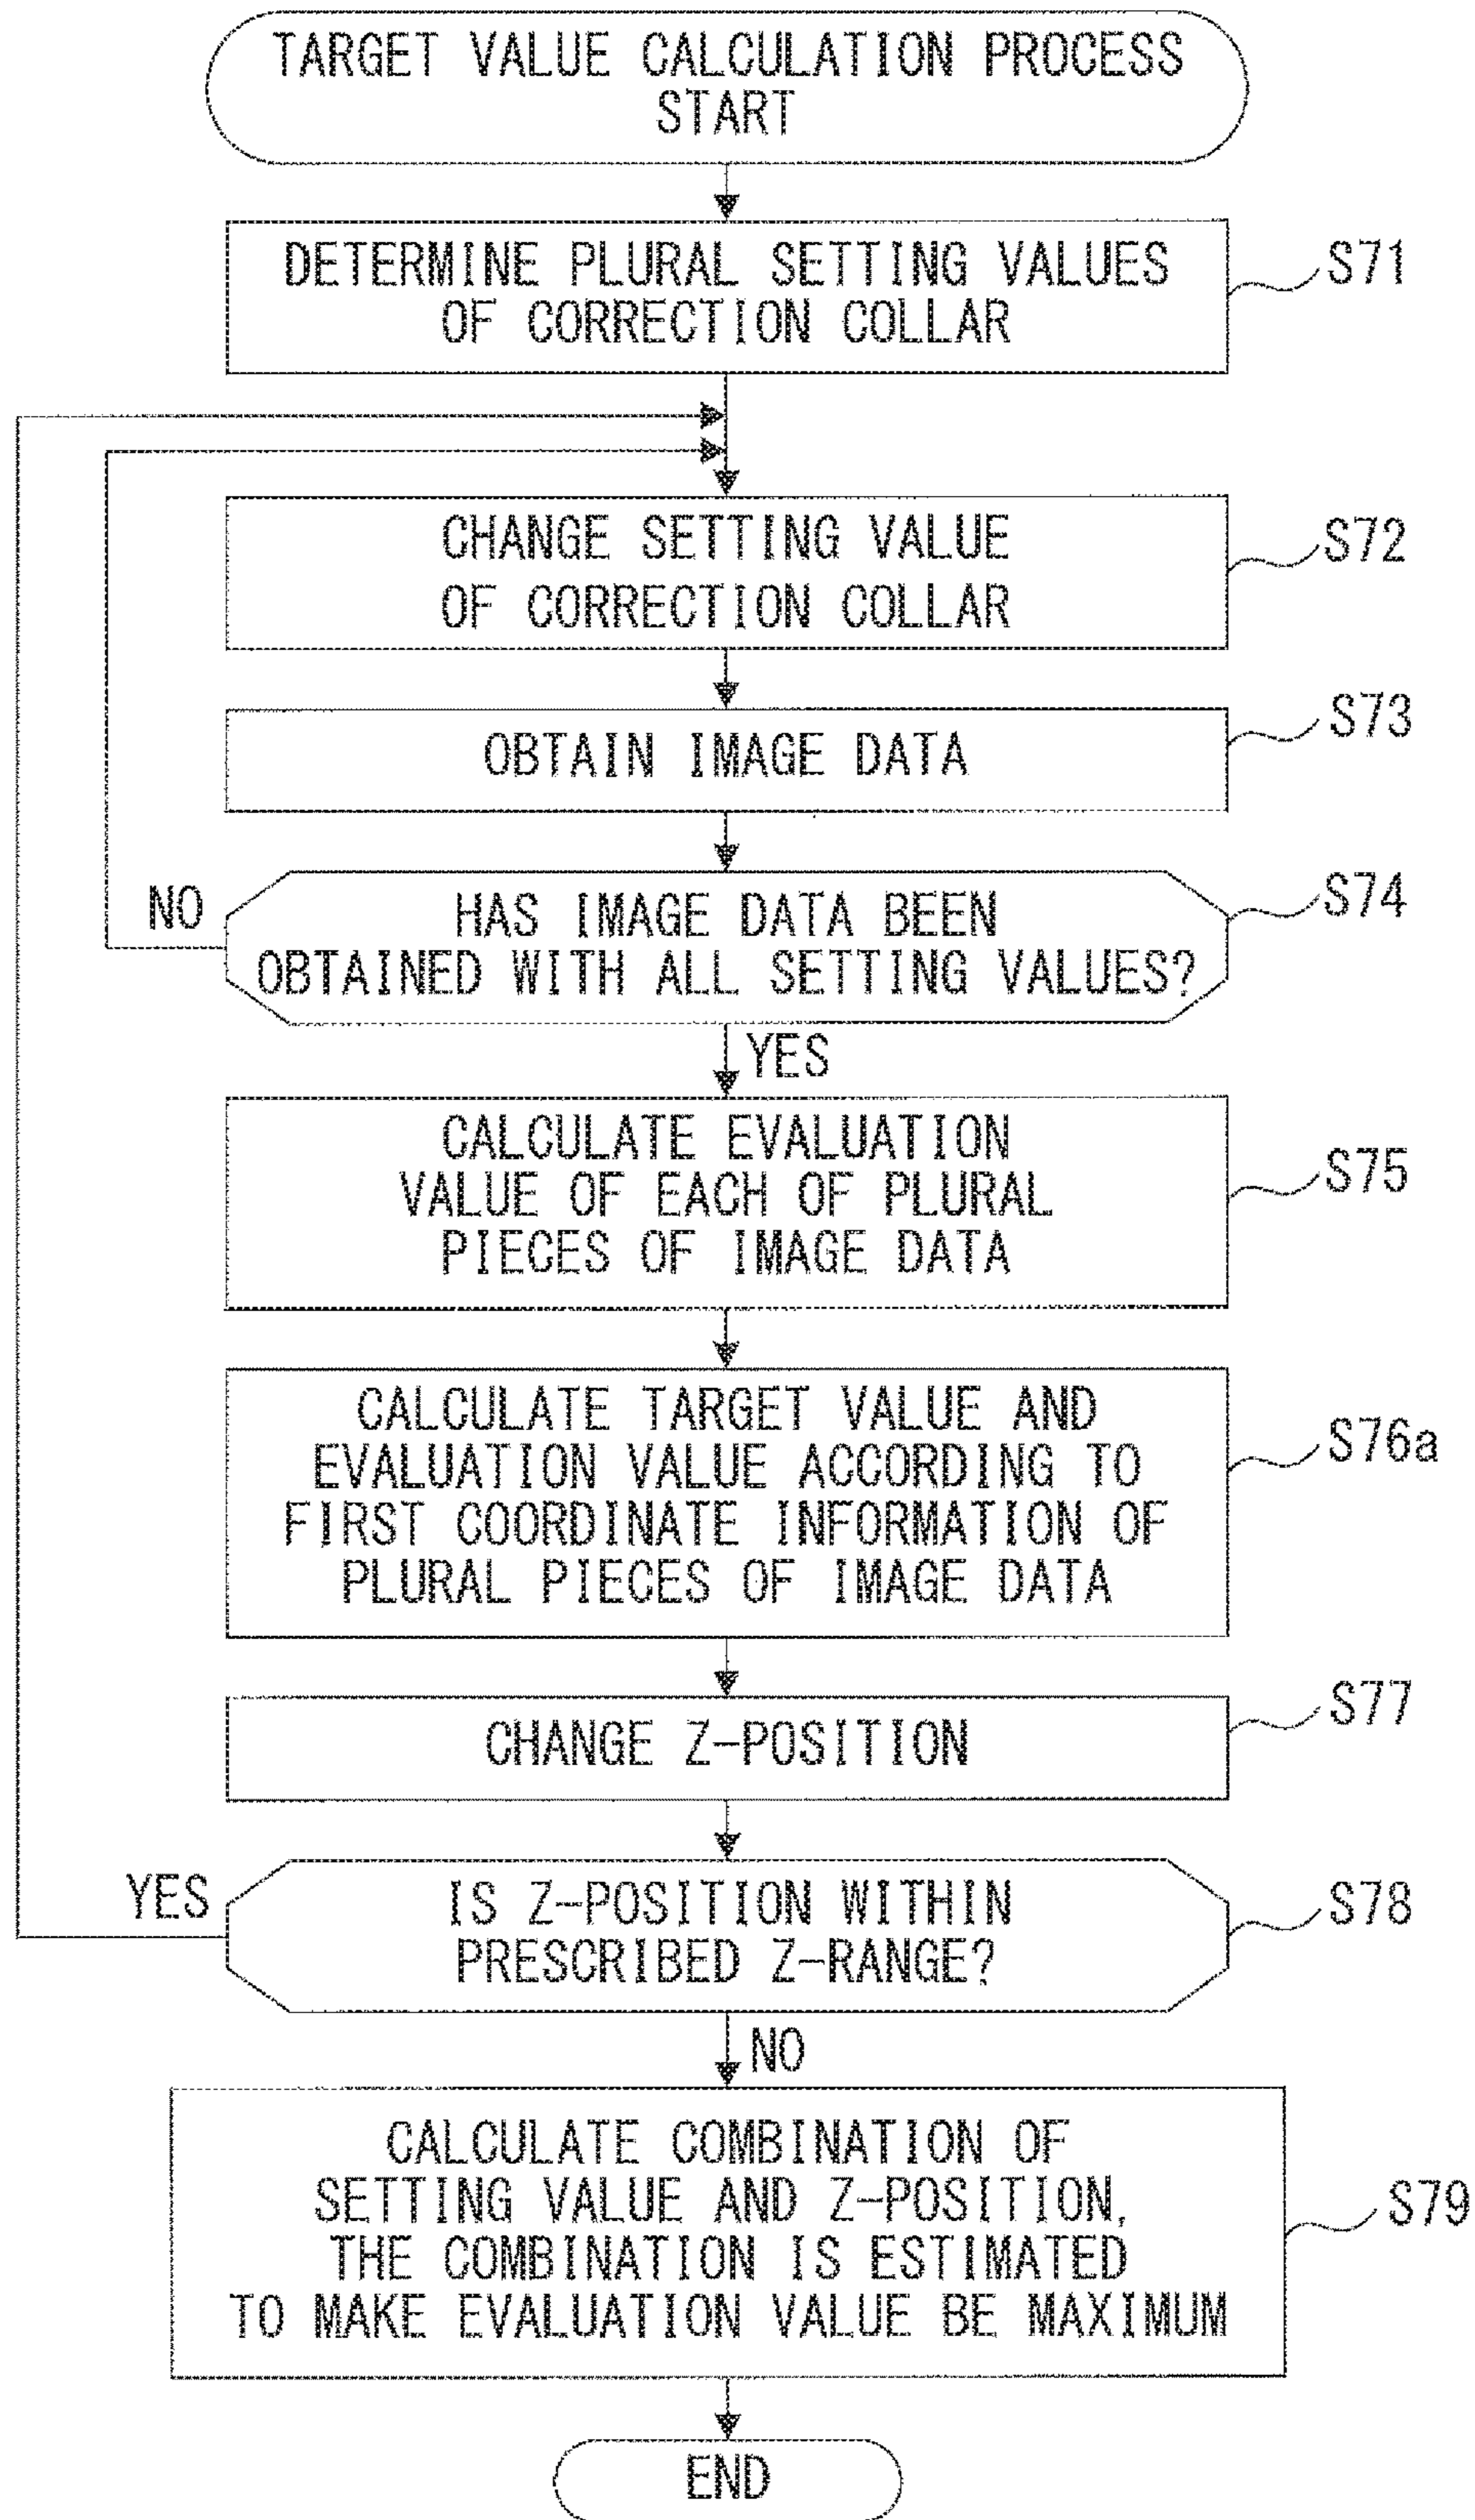 TARGET VALUE CALCULATION PROCESS
START
DETERMINE PLURAL SETTING VALUES
OF CORRECTION COLLAR
S71
CHANGE SETTING VALUE
OF CORRECTION COLLAR
S72
OBTAIN IMAGE DATA
S73
HAS IMAGE DATA BEEN
OBTAINED WITH ALL SETTING VALUES?
S74
NO
YES
CALCULATE EVALUATION
VALUE OF EACH OF PLURAL
PIECES OF IMAGE DATA
S75
CALCULATE TARGET VALUE AND
EVALUATION VALUE ACCORDING TO
FIRST COORDINATE INFORMATION OF
PLURAL PIECES OF IMAGE DATA
S76a
CHANGE Z-POSITION
S77
IS Z-POSITION WITHIN
PRESCRIBED Z-RANGE?
S78
YES
NO
CALCULATE COMBINATION OF
SETTING VALUE AND Z-POSITION,
THE COMBINATION IS ESTIMATED
TO MAKE EVALUATION VALUE BE MAXIMUM
S79
END